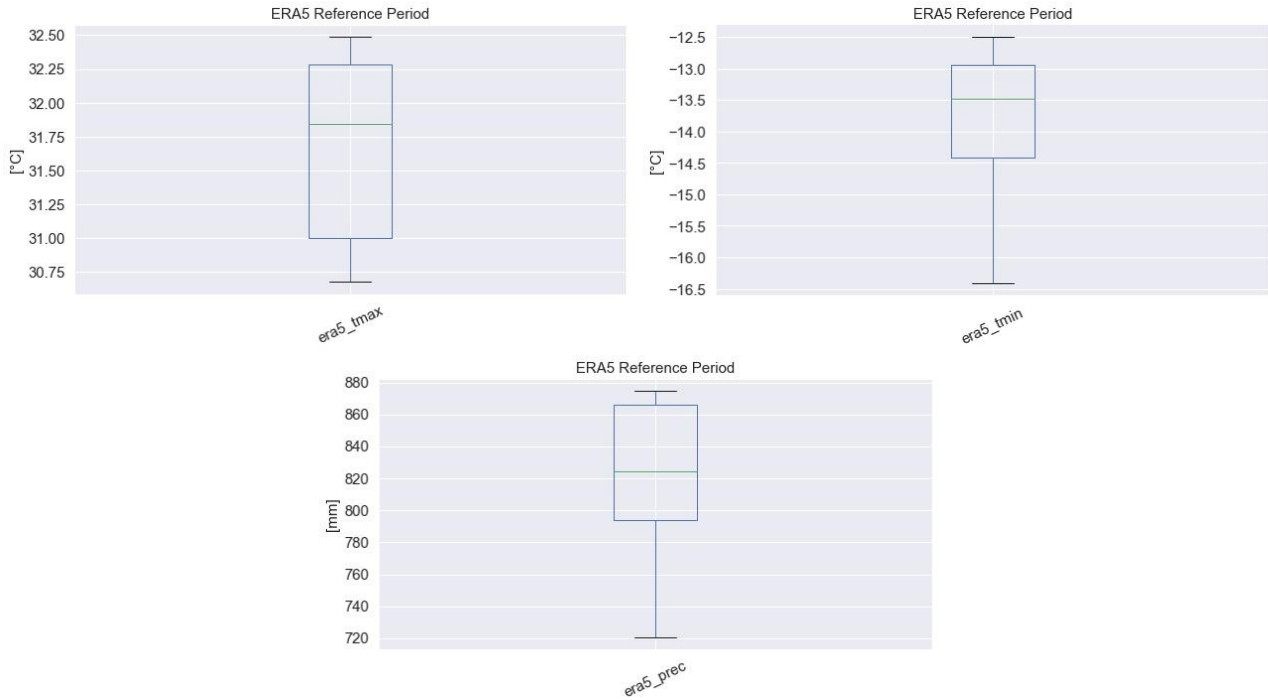 ERA5 Reference Period
32.50
32.25
32.00
31.75
31.50
31.25
31.00
30.75
[°C]
era5_tmax
ERA5 Reference Period
−12.5
−13.0
−13.5
−14.0
−14.5
−15.0
−15.5
−16.0
−16.5
[°C]
era5_tmin
ERA5 Reference Period
880
860
840
820
800
780
760
740
720
[mm]
era5_prec